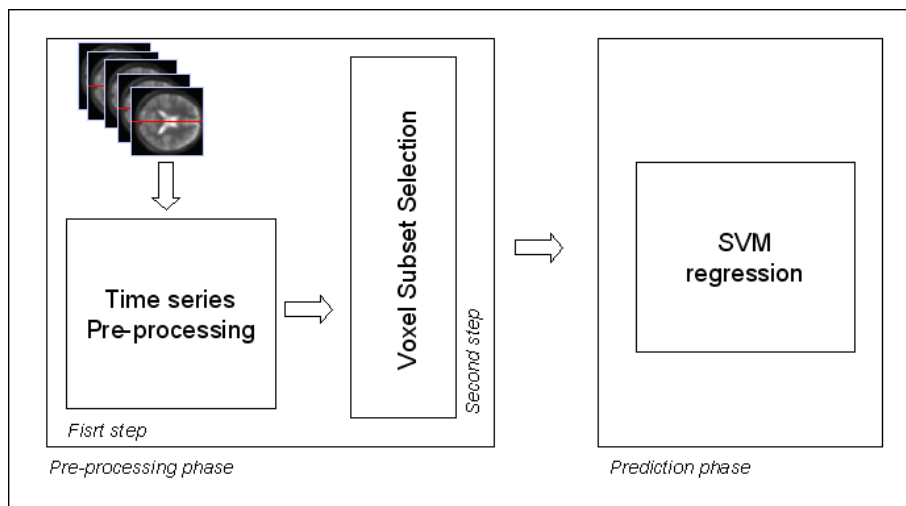 Time series
Pre-processing
Fisrt step
Voxel Subset Selection
Second step
Pre-processing phase
SVM
regression
Prediction phase